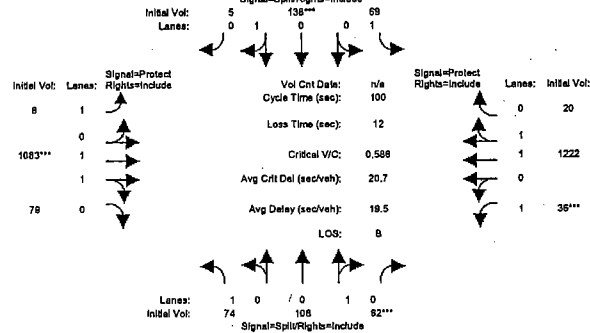 Signal=Split/Rights=Include
Initial Vol: 5 138*** 69
Lanes: 0 1 0 0 1
Signal=Protect
Rights=Include
Initial Vol: Lanes:
Vol Cnt Date: n/a
Cycle Time (sec): 100
Signal=Protect
Rights=Include
Lanes: Initial Vol:
8 1
0 20
Loss Time (sec): 12
0
1
1083*** 1
Critical V/C: 0.586
1 1222
1
Avg Crit Del (sec/veh): 20.7
0
79 0
Avg Delay (sec/veh): 19.5
1 35***
LOS: B
Lanes: 1 0 0 1 0
Initial Vol: 74 106 62***
Signal=Split/Rights=Include